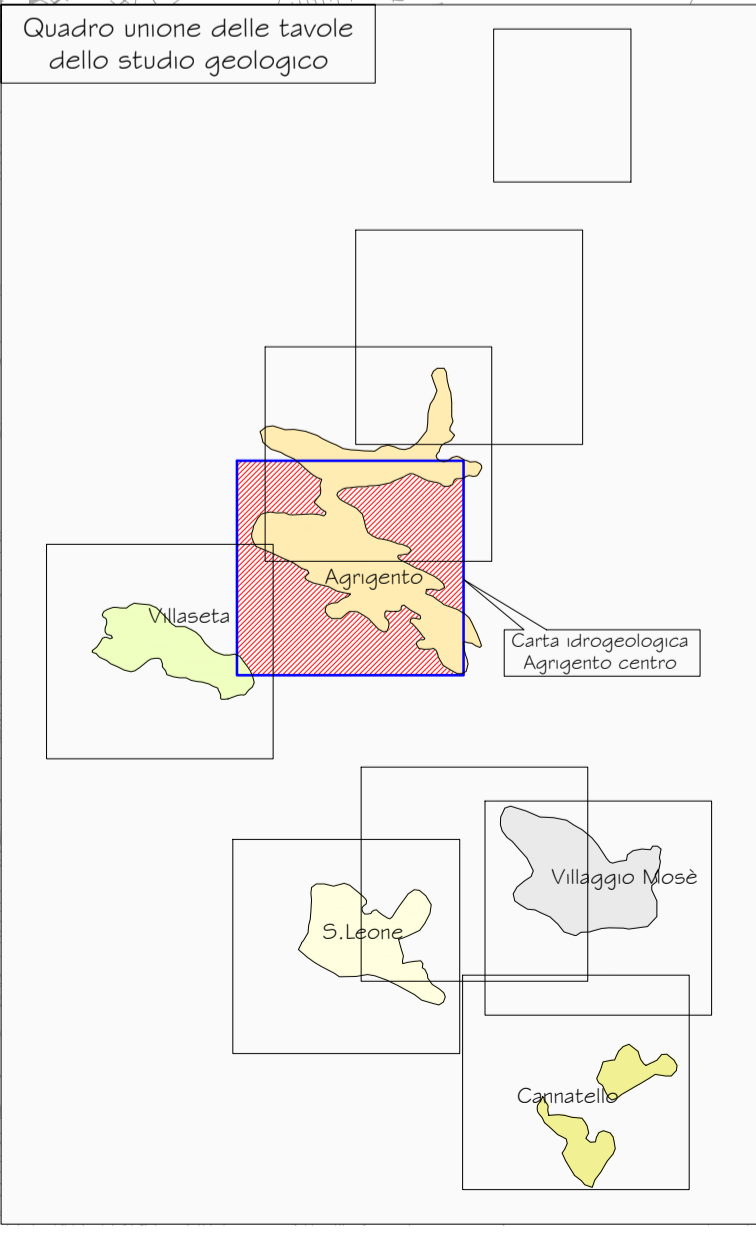 Quadro unione delle tavole
dello studio geologico
Agrigento
Villaseta
Carta idrogeologica
Agrigento centro
Villaggio Mosè
S.Leone
Cannatello